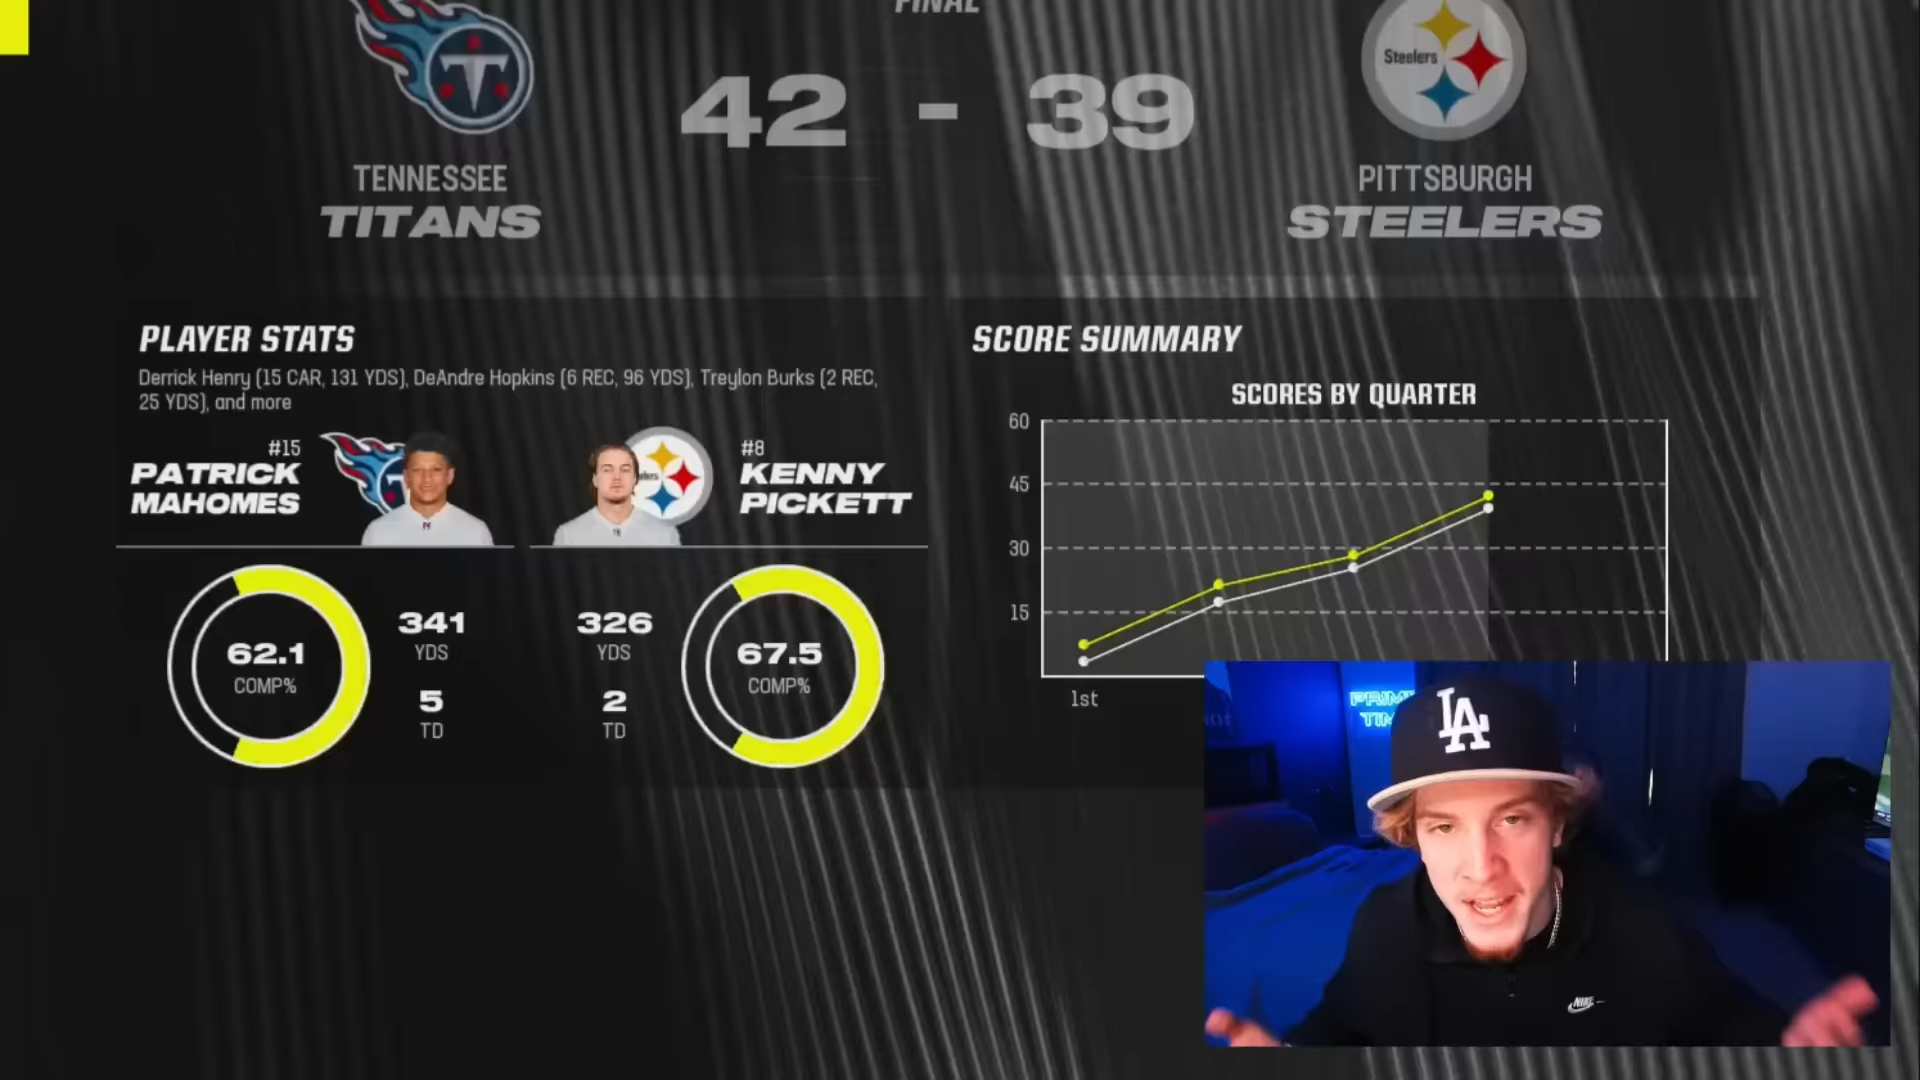 FINAL
42 - 39
Steelers
TENNESSEE
TITANS
PITTSBURGH
STEELERS
PLAYER STATS
Derrick Henry (15 CAR, 131 YDS), DeAndre Hopkins (6 REC, 96 YDS), Treylon Burks (2 REC,
25 YDS), and more
#15
PATRICK
MAHOMES
#8
KENNY
PICKETT
62.1
COMP%
341
YDS
5
TD
326
YDS
2
TD
67.5
COMP%
SCORE SUMMARY
SCORES BY QUARTER
60
45
30
15
1st
PRIM
TIM
LA
NIKE